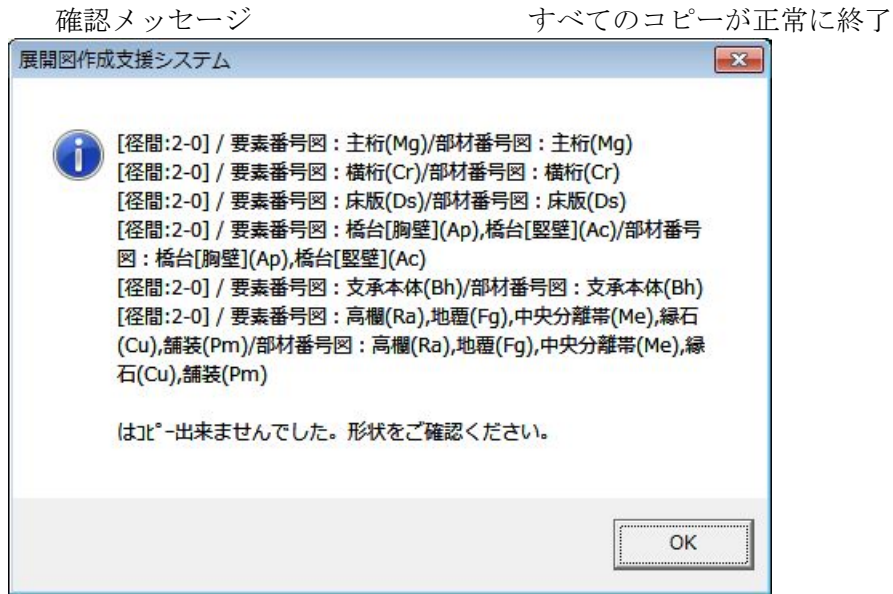 確認メッセージ すべてのコピーが正常に終了
展開図作成支援システム
[径間:2-0] / 要素番号図：主桁(Mg)/部材番号図：主桁(Mg)
[径間:2-0] / 要素番号図：横桁(Cr)/部材番号図：横桁(Cr)
[径間:2-0] / 要素番号図：床版(Ds)/部材番号図：床版(Ds)
[径間:2-0] / 要素番号図：橋台[胸壁](Ap),橋台[竪壁](Ac)/部材番号
図：橋台[胸壁](Ap),橋台[竪壁](Ac)
[径間:2-0] / 要素番号図：支承本体(Bh)/部材番号図：支承本体(Bh)
[径間:2-0] / 要素番号図：高欄(Ra),地覆(Fg),中央分離帯(Me),縁石
(Cu),舗装(Pm)/部材番号図：高欄(Ra),地覆(Fg),中央分離帯(Me),縁
石(Cu),舗装(Pm)
はｺﾋﾟｰ出来ませんでした。形状をご確認ください。
OK